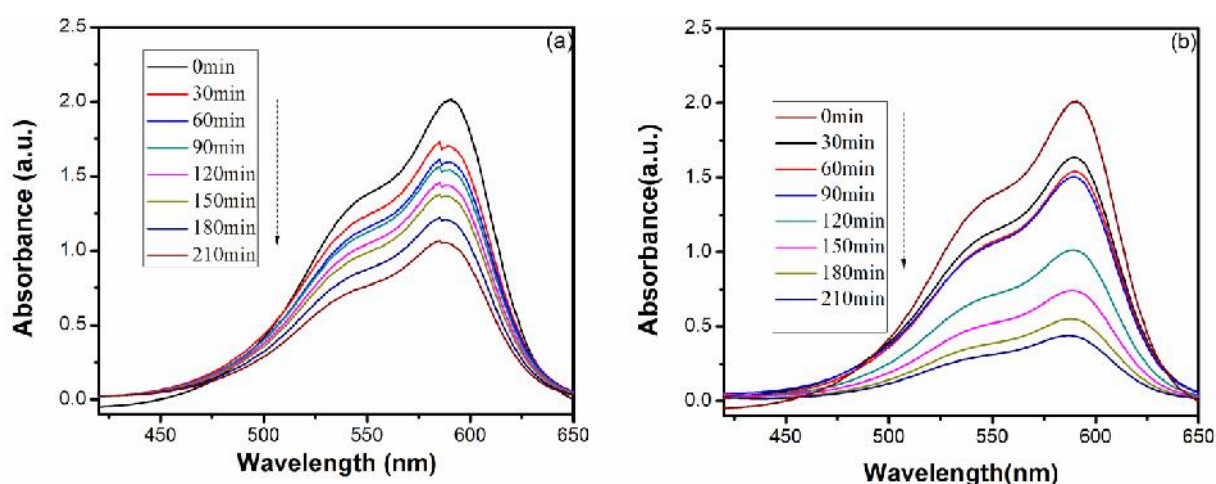 (a)
2.5
2.0
1.5
1.0
0.5
0.0
Absorbance (a.u.)
0min
30min
60min
90min
120min
150min
180min
210min
450
500
550
600
650
Wavelength (nm)
(b)
2.5
2.0
1.5
1.0
0.5
0.0
Absorbance(a.u.)
0min
30min
60min
90min
120min
150min
180min
210min
450
500
550
600
650
Wavelength(nm)